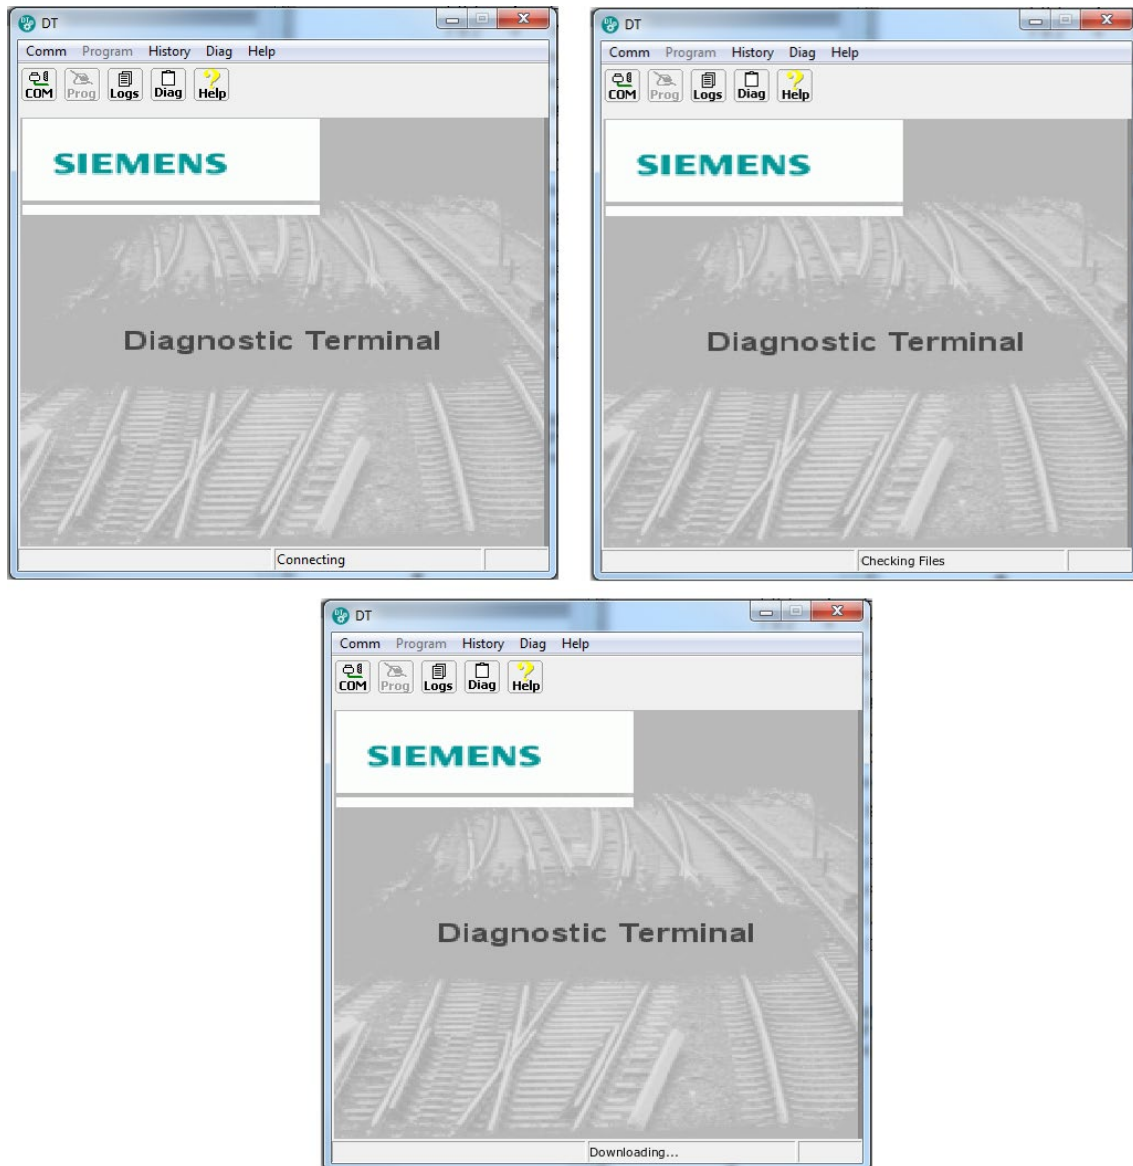 DT
Comm Program History Diag Help
COM Prog Logs Diag Help
SIEMENS
Diagnostic Terminal
Connecting
DT
Comm Program History Diag Help
COM Prog Logs Diag Help
SIEMENS
Diagnostic Terminal
Checking Files
DT
Comm Program History Diag Help
COM Prog Logs Diag Help
SIEMENS
Diagnostic Terminal
Downloading...